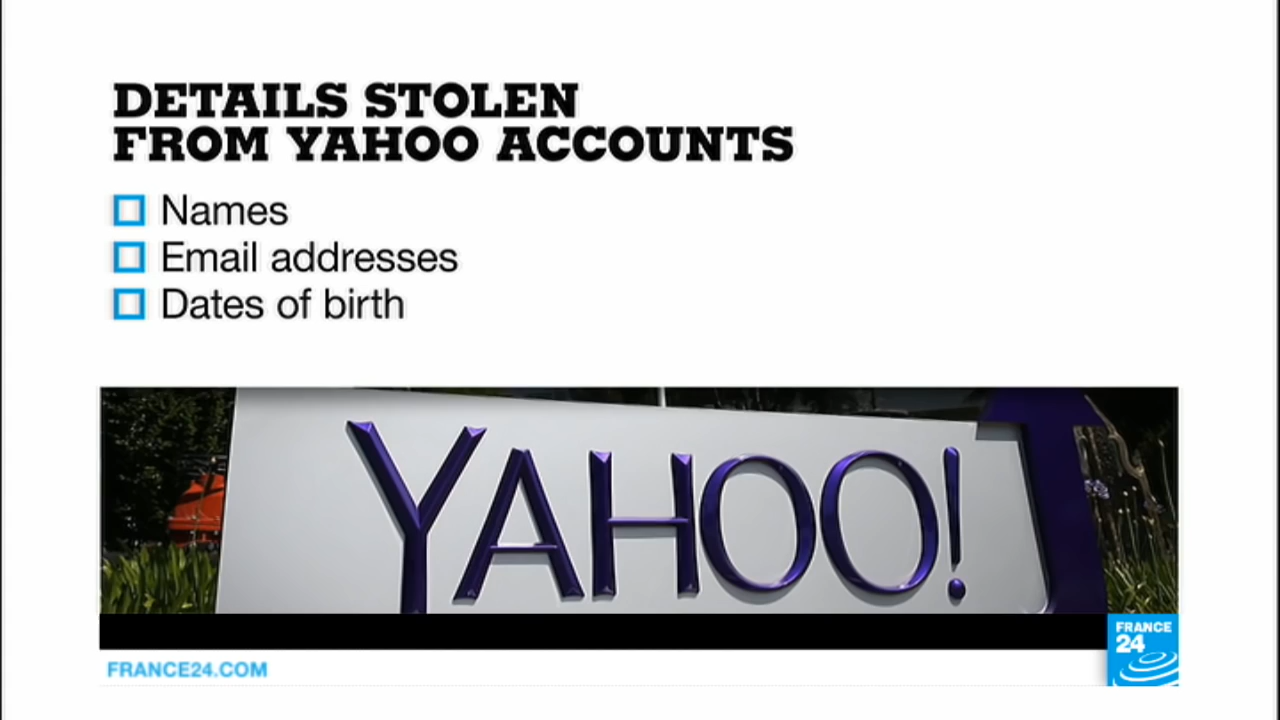 DETAILS STOLEN
FROM YAHOO ACCOUNTS
Names
Email addresses
Dates of birth
YAHOO!
FRANCE24.COM
FRANCE
24